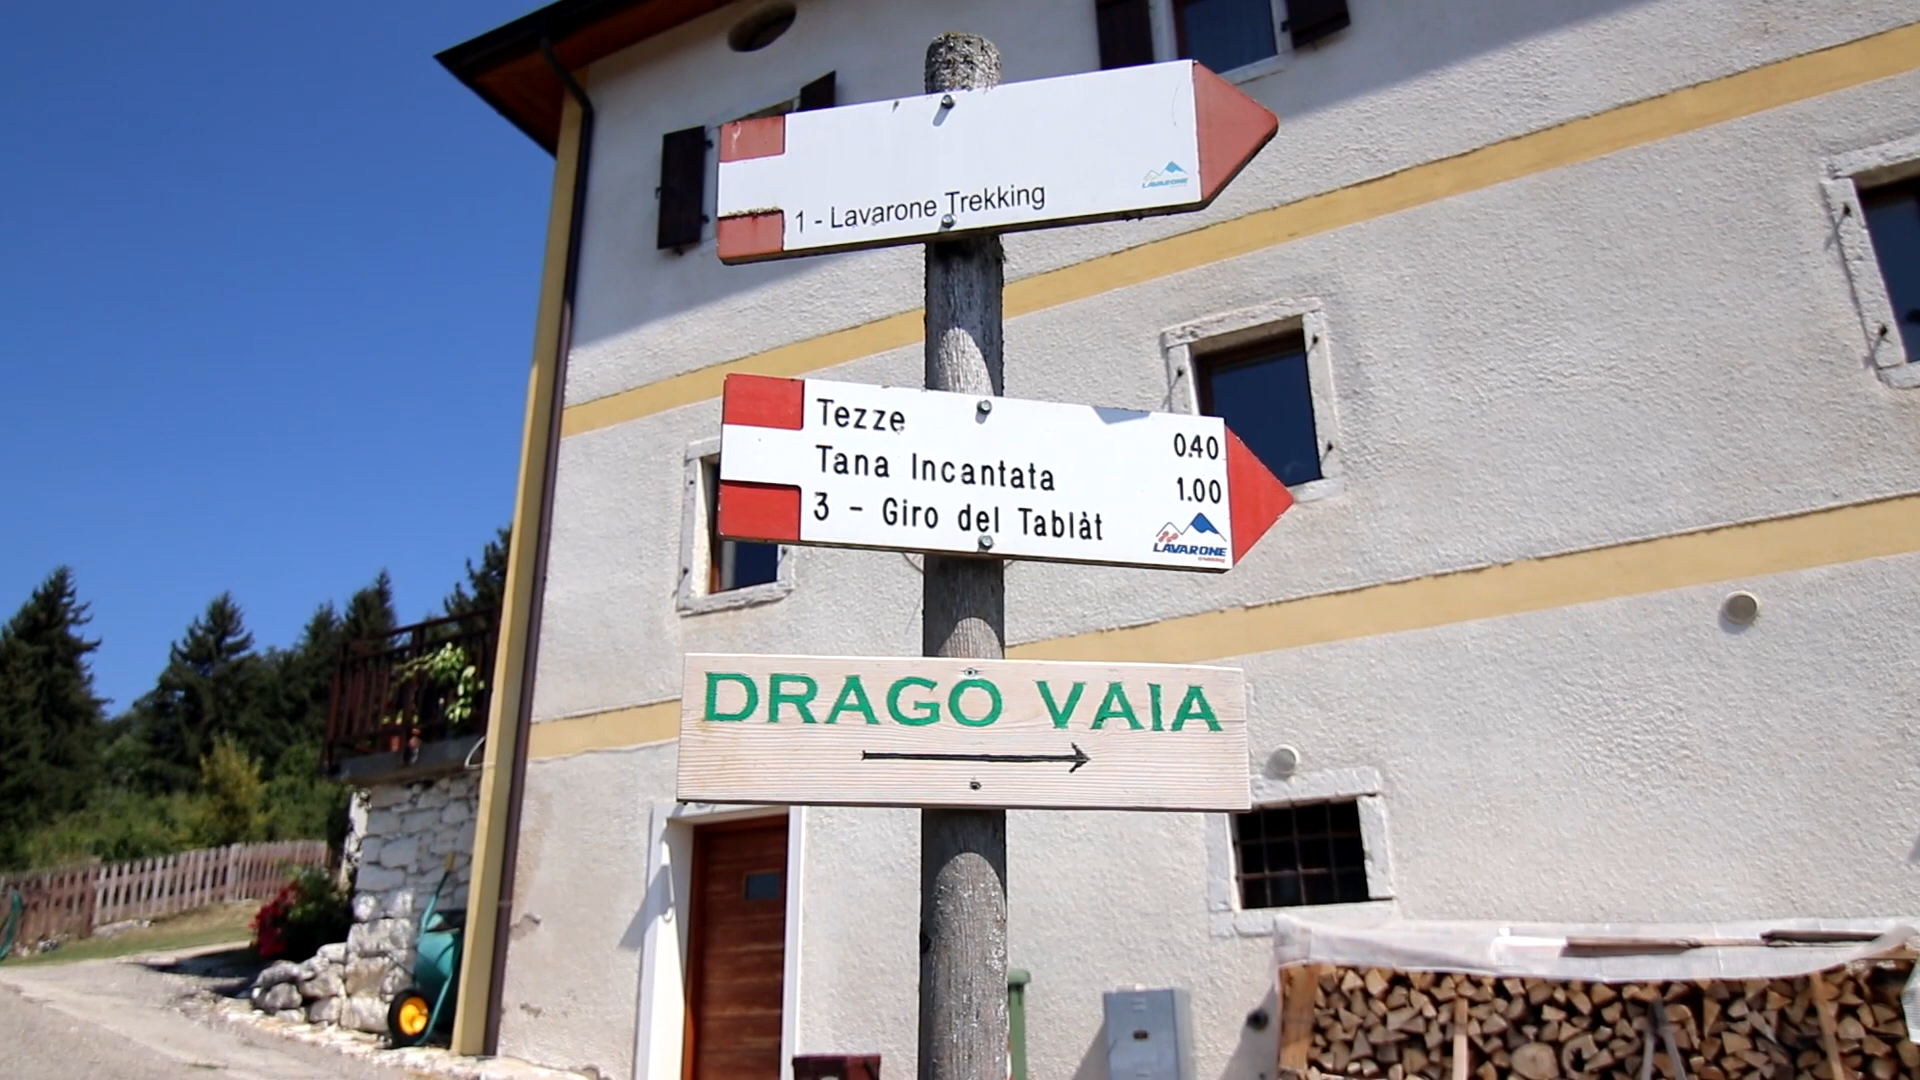 1 - Lavarone Trekking
LAVARONE
Tezze 0.40
Tana Incantata 1.00
3 - Giro del Tablàt
LAVARONE
DRAGO VAIA